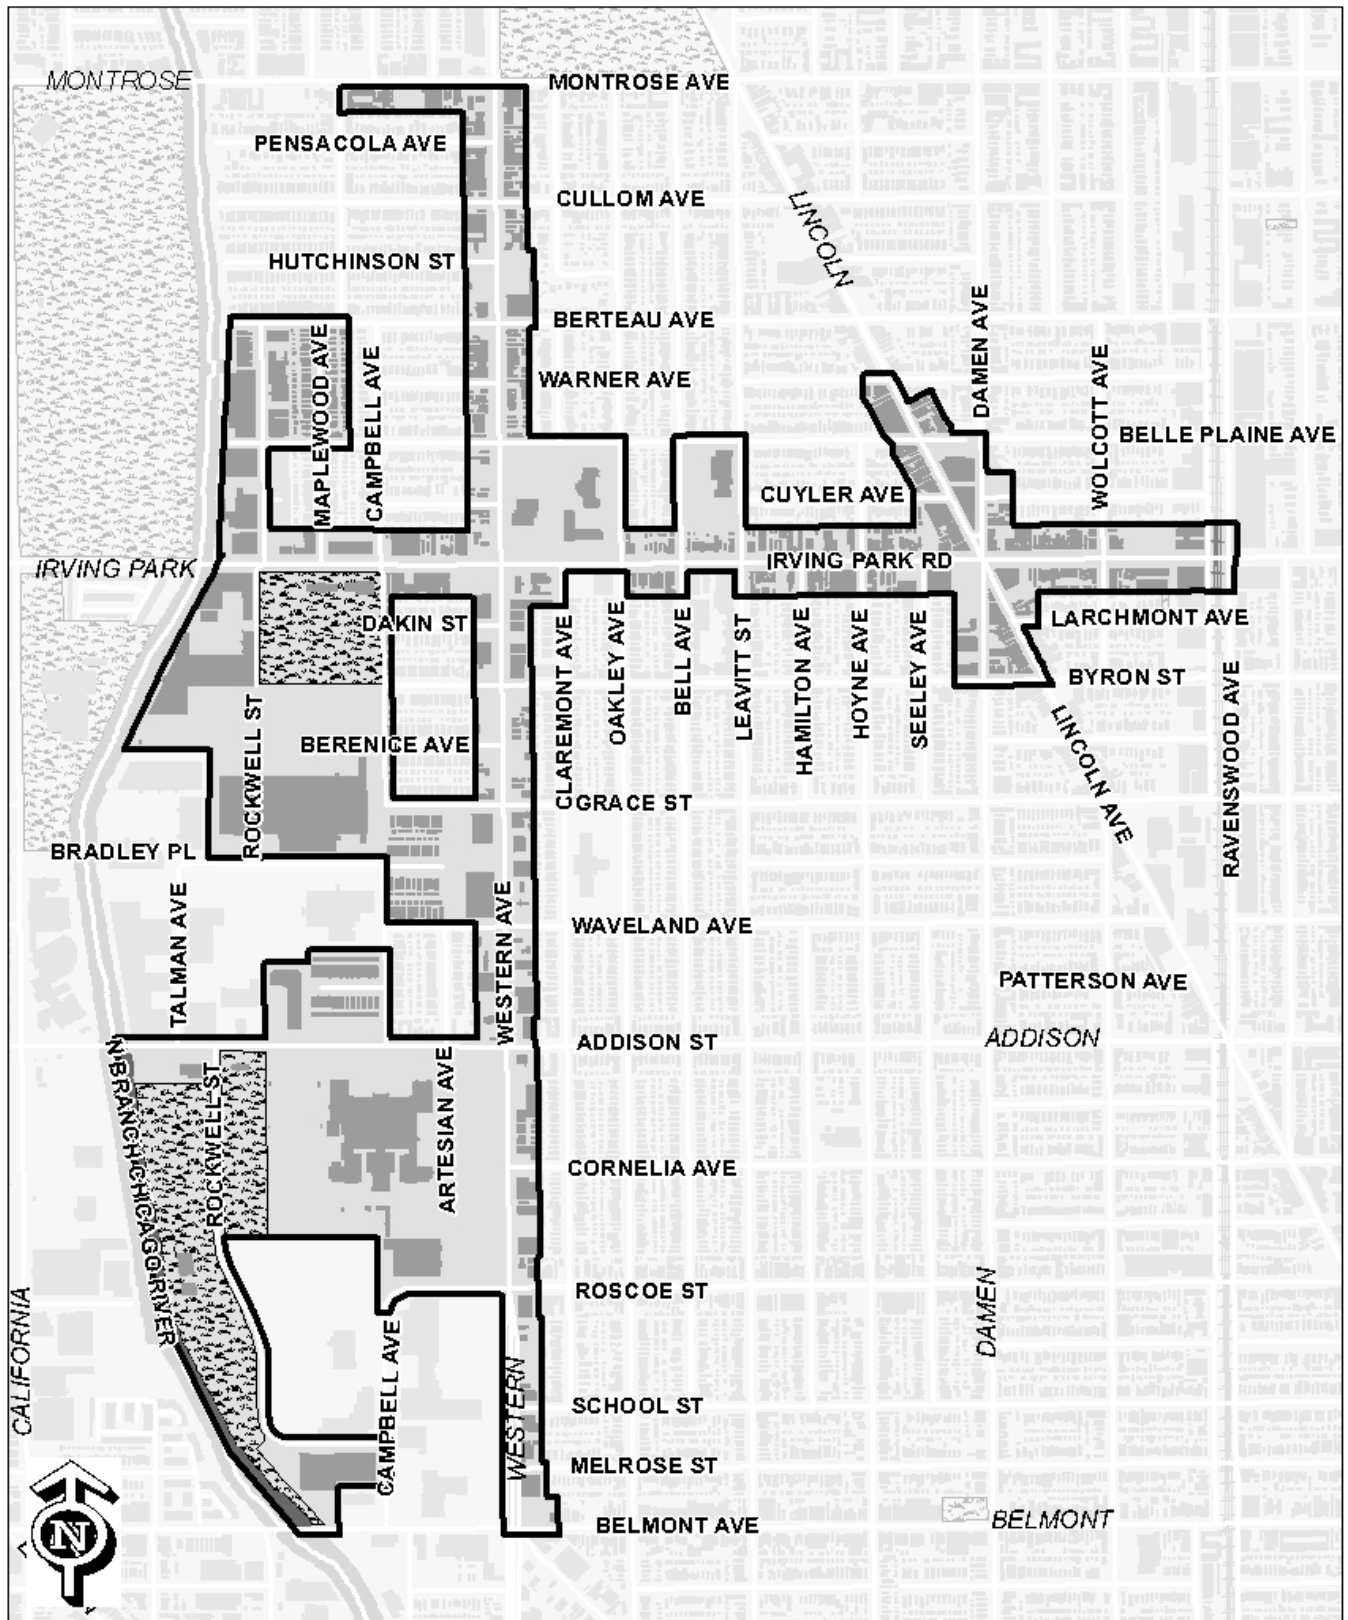 MONTROSE
MONTROSE AVE
PENSACOLA AVE
CULLOM AVE
LINCOLN
HUTCHINSON ST
BERTEAU AVE
DAMEN AVE
MAPLEWOOD AVE
CAMPBELL AVE
WARNER AVE
WOLCOTT AVE
BELLE PLAINE AVE
CUYLER AVE
IRVING PARK
IRVING PARK RD
DAKIN ST
CLAREMONT AVE
OAKLEY AVE
BELL AVE
LEAVITT ST
HAMILTON AVE
HOYNE AVE
SEELEY AVE
LARCHMONT AVE
BYRON ST
RAVENSWOOD AVE
LINCOLN AVE
ROCKWELL ST
BERENICE AVE
GRACE ST
BRADLEY PL
TALMAN AVE
WESTERN AVE
WAVELAND AVE
PATTERSON AVE
ADDISON ST
ADDISON
N BRANCH CHICAGO RIVER
ROCKWELL ST
ARTESIAN AVE
CORNELIA AVE
ROSCOE ST
DAMEN
CALIFORNIA
CAMPBELL AVE
WESTERN
SCHOOL ST
MELROSE ST
BELMONT AVE
BELMONT
N